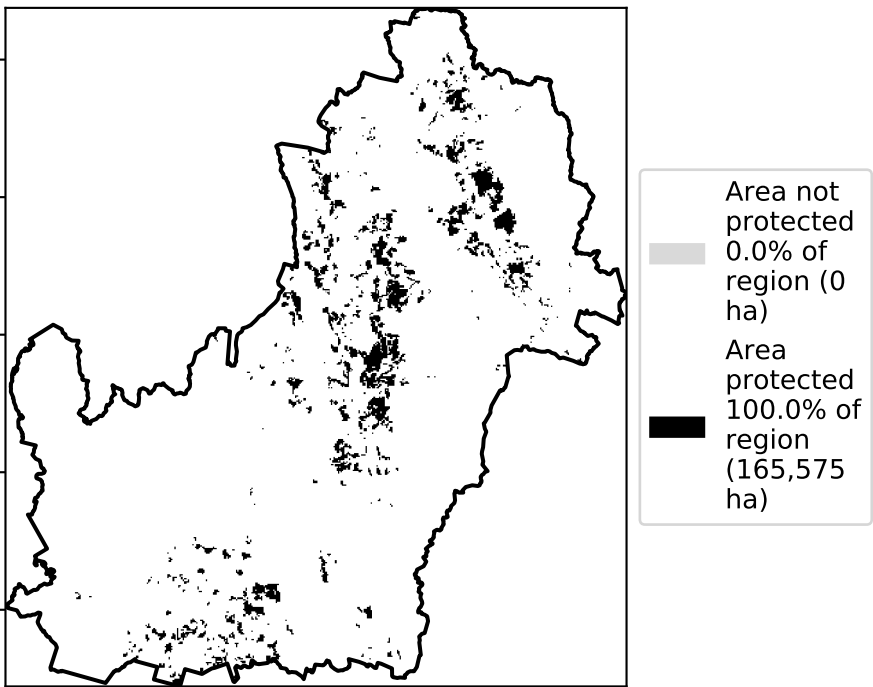 Area not
protected
0.0% of
region (0
ha)
Area
protected
100.0% of
region
(165,575
ha)